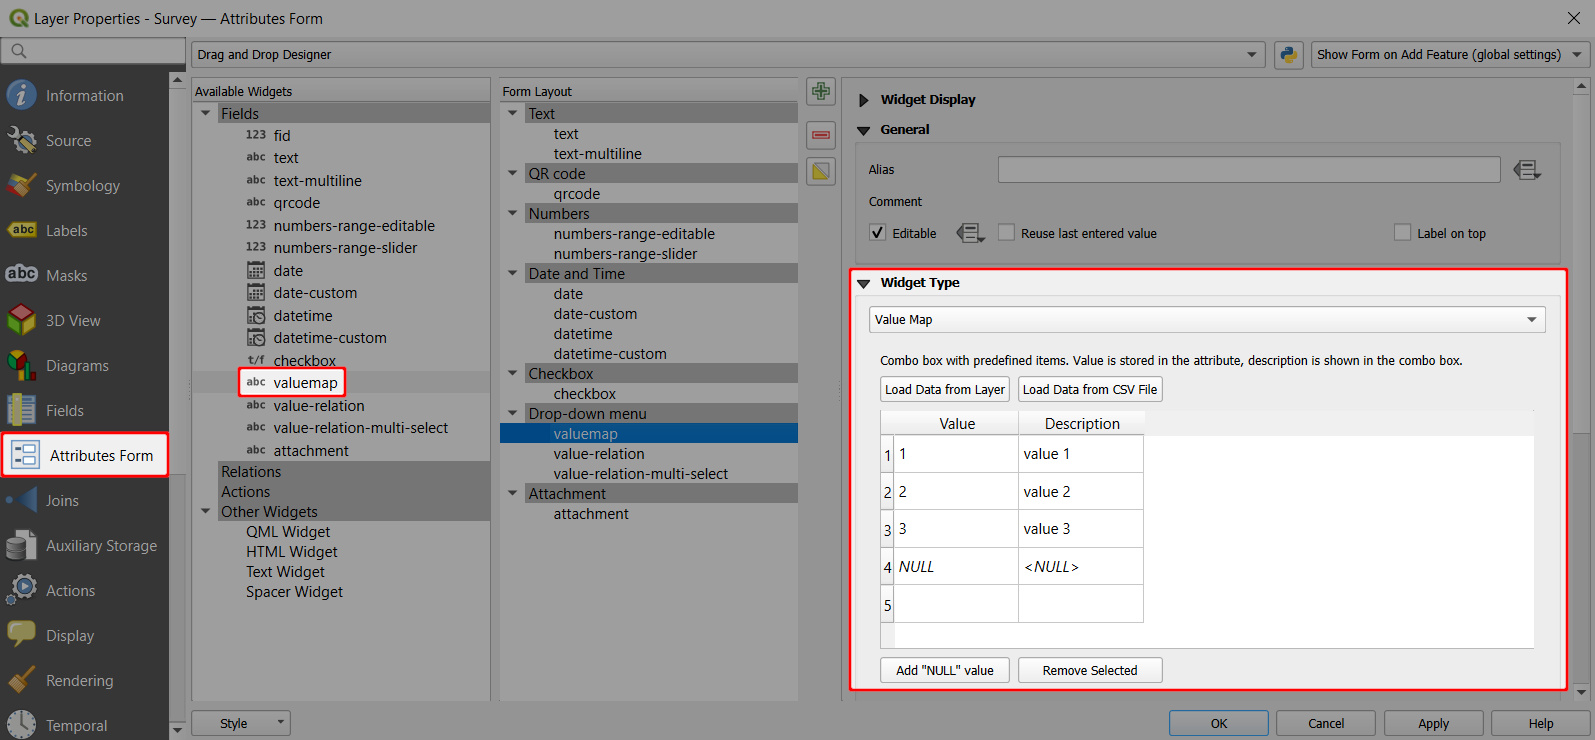 Layer Properties - Survey — Attributes Form
Drag and Drop Designer
Show Form on Add Feature (global settings)
Information
Source
Symbology
abc Labels
abc Masks
3D View
Diagrams
Fields
Attributes Form
Joins
Auxiliary Storage
Actions
Display
Rendering
Temporal
Available Widgets
Fields
123 fid
abc text
abc text-multiline
abc qrcode
123 numbers-range-editable
123 numbers-range-slider
date
date-custom
datetime
datetime-custom
t/f checkbox
abc valuemap
abc value-relation
abc value-relation-multi-select
abc attachment
Relations
Actions
Other Widgets
QML Widget
HTML Widget
Text Widget
Spacer Widget
Form Layout
Text
text
text-multiline
QR code
qrcode
Numbers
numbers-range-editable
numbers-range-slider
Date and Time
date
date-custom
datetime
datetime-custom
Checkbox
checkbox
Drop-down menu
valuemap
value-relation
value-relation-multi-select
Attachment
attachment
Widget Display
General
Alias
Comment
Editable
Reuse last entered value
Label on top
Widget Type
Value Map
Combo box with predefined items. Value is stored in the attribute, description is shown in the combo box.
Load Data from Layer
Load Data from CSV File
Value Description
1 1 value 1
2 2 value 2
3 3 value 3
4 NULL <NULL>
5
Add "NULL" value
Remove Selected
Style
OK
Cancel
Apply
Help